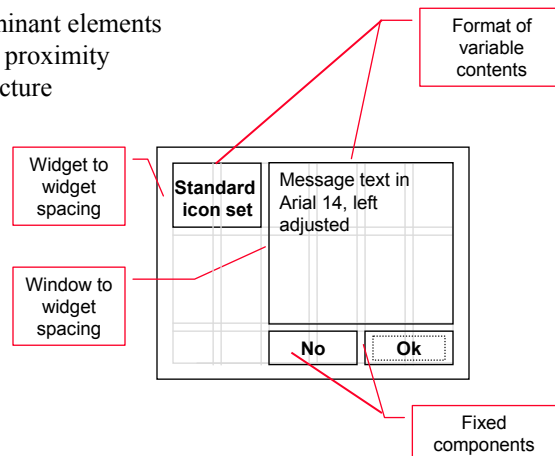 minant elements
proximity
cture
Format of
variable
contents
Widget to
widget
spacing
Standard
icon set
Message text in
Arial 14, left
adjusted
Window to
widget
spacing
No
Ok
Fixed
components